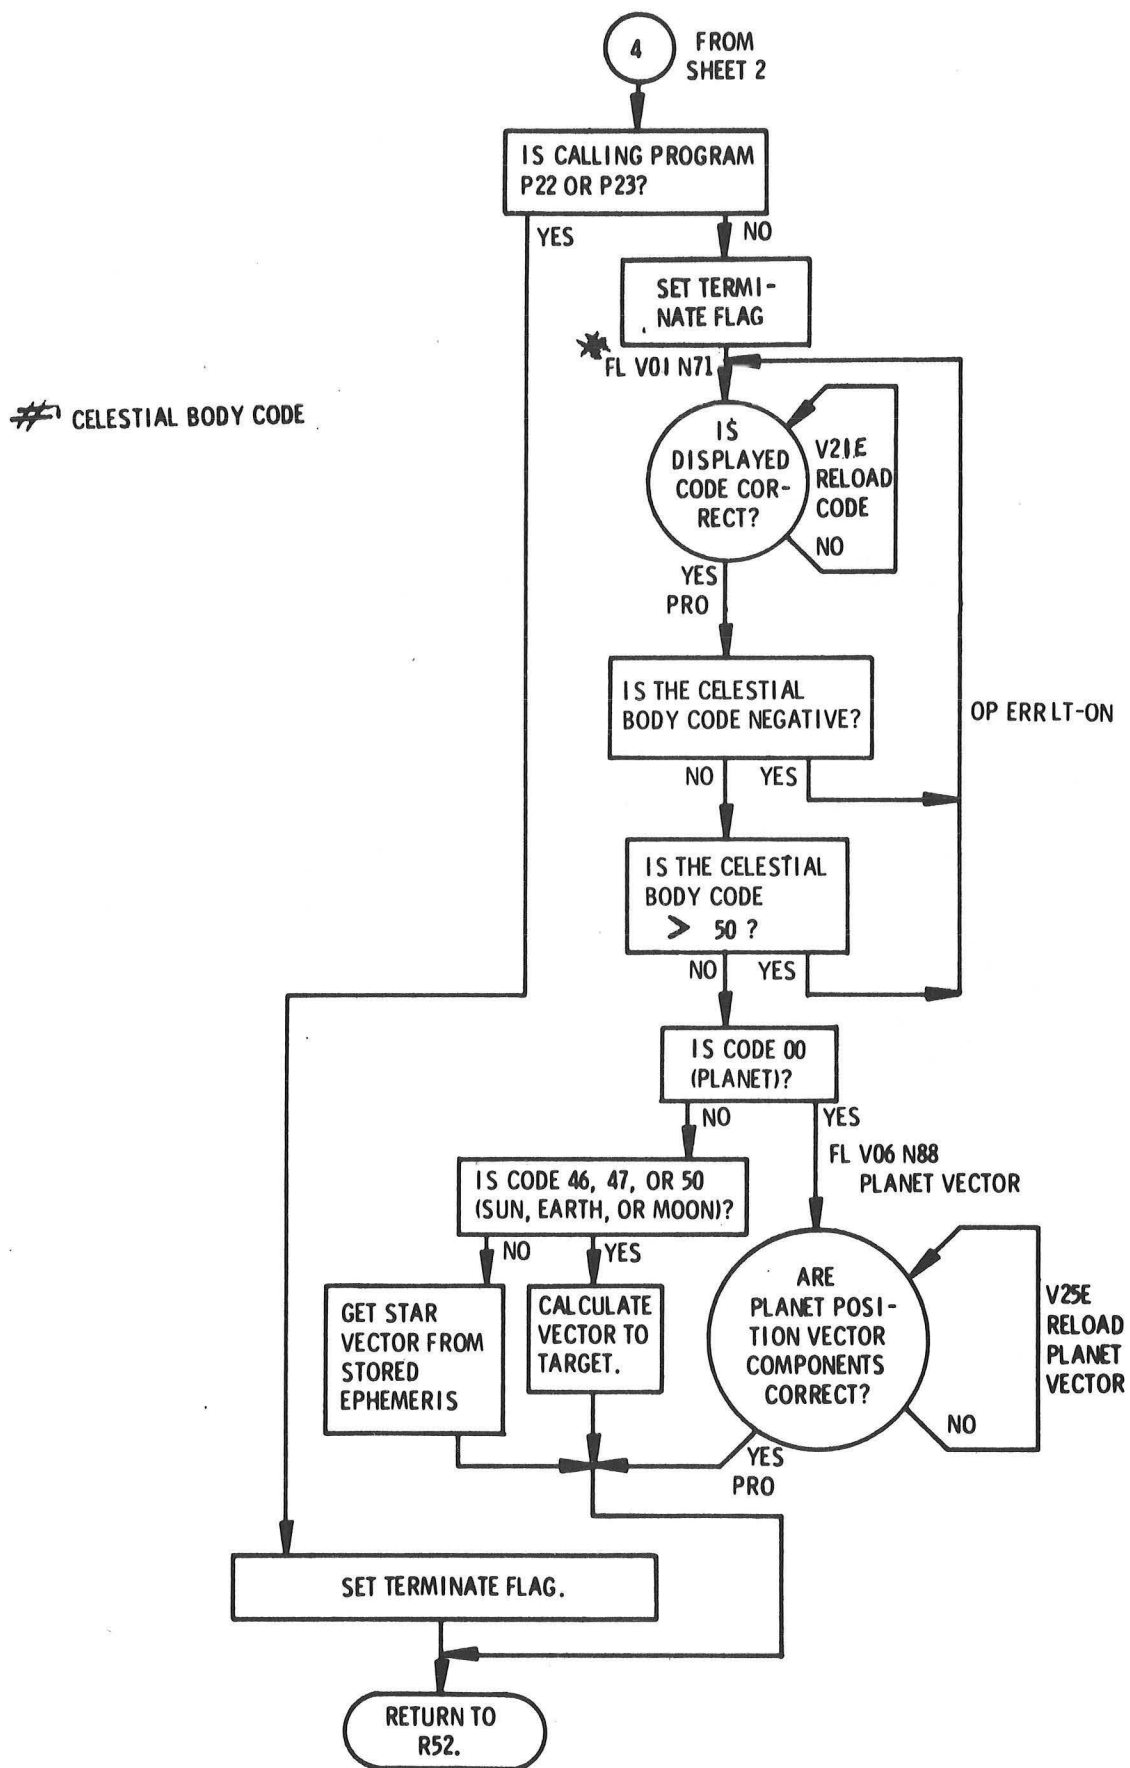 4
FROM
SHEET 2
IS CALLING PROGRAM
P22 OR P23?
YES
NO
SET TERMI-
NATE FLAG
* FL V01 N71
# CELESTIAL BODY CODE
IS
DISPLAYED
CODE COR-
RECT?
V21E
RELOAD
CODE
NO
YES
PRO
IS THE CELESTIAL
BODY CODE NEGATIVE?
OP ERR LT-ON
NO
YES
IS THE CELESTIAL
BODY CODE
> 50 ?
NO
YES
IS CODE 00
(PLANET)?
NO
YES
FL V06 N88
PLANET VECTOR
IS CODE 46, 47, OR 50
(SUN, EARTH, OR MOON)?
NO
YES
GET STAR
VECTOR FROM
STORED
EPHEMERIS
CALCULATE
VECTOR TO
TARGET.
ARE
PLANET POSI-
TION VECTOR
COMPONENTS
CORRECT?
V25E
RELOAD
PLANET
VECTOR
NO
YES
PRO
SET TERMINATE FLAG.
RETURN TO
R52.